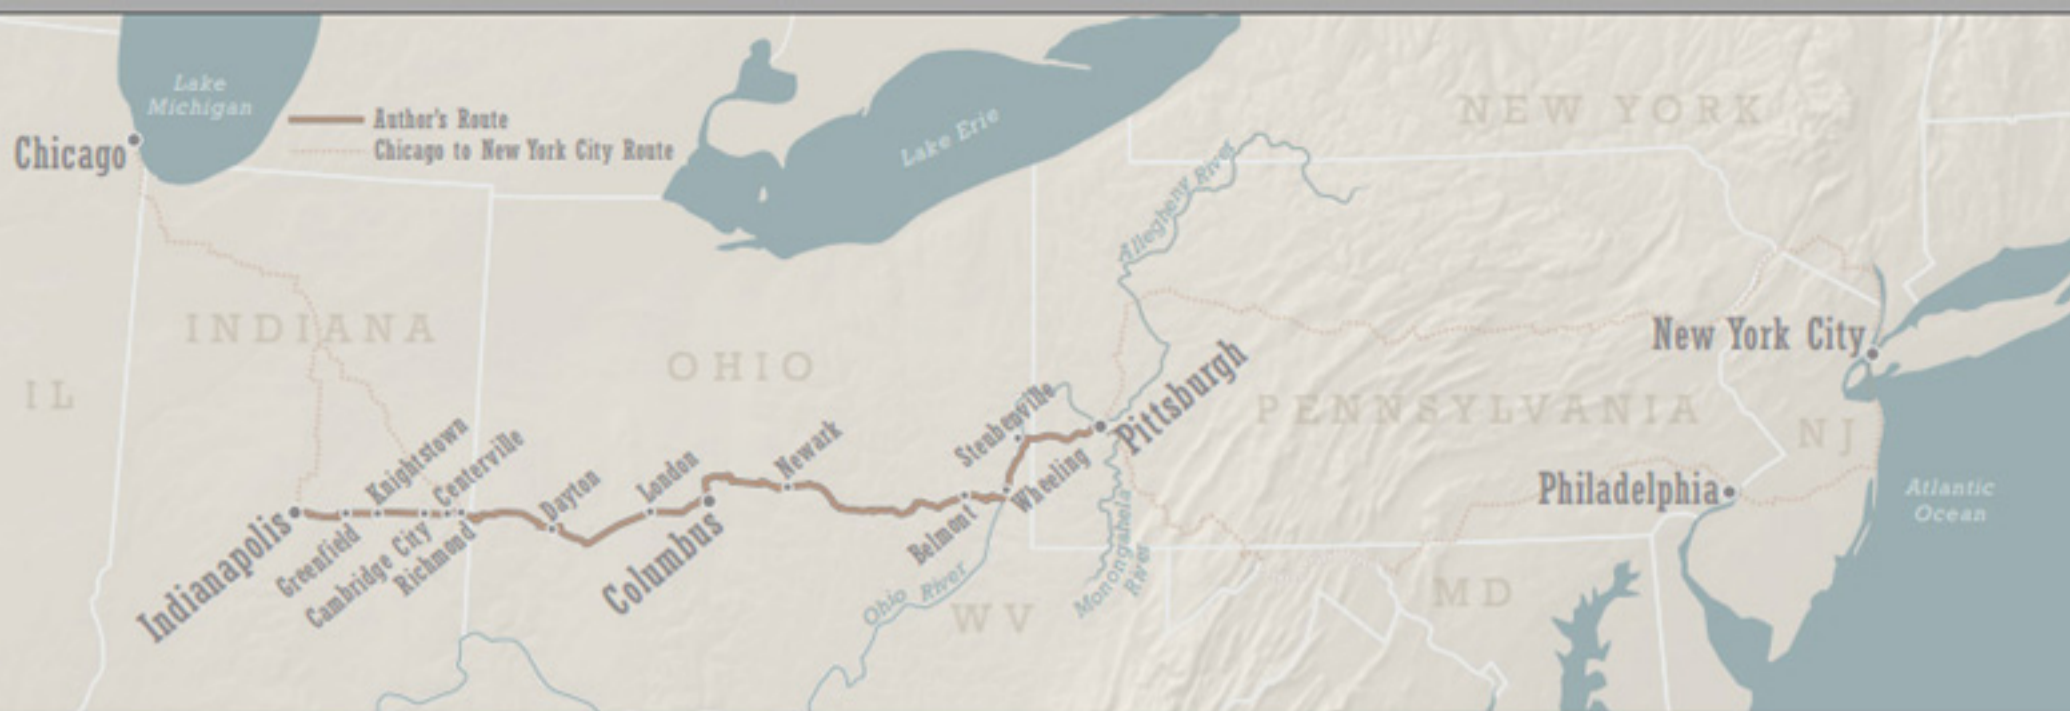 Lake
Michigan
Author's Route
Chicago to New York City Route
Chicago
Lake Erie
NEW YORK
Allegheny River
INDIANA
OHIO
IL
New York City
Pittsburgh
PENNSYLVANIA
NJ
Steubenville
Knightstown
Centerville
Newark
London
Dayton
Wheeling
Philadelphia
Atlantic
Ocean
Indianapolis
Greenfield
Cambridge City
Richmond
Columbus
Belmont
Ohio River
Monongahela
River
WV
MD